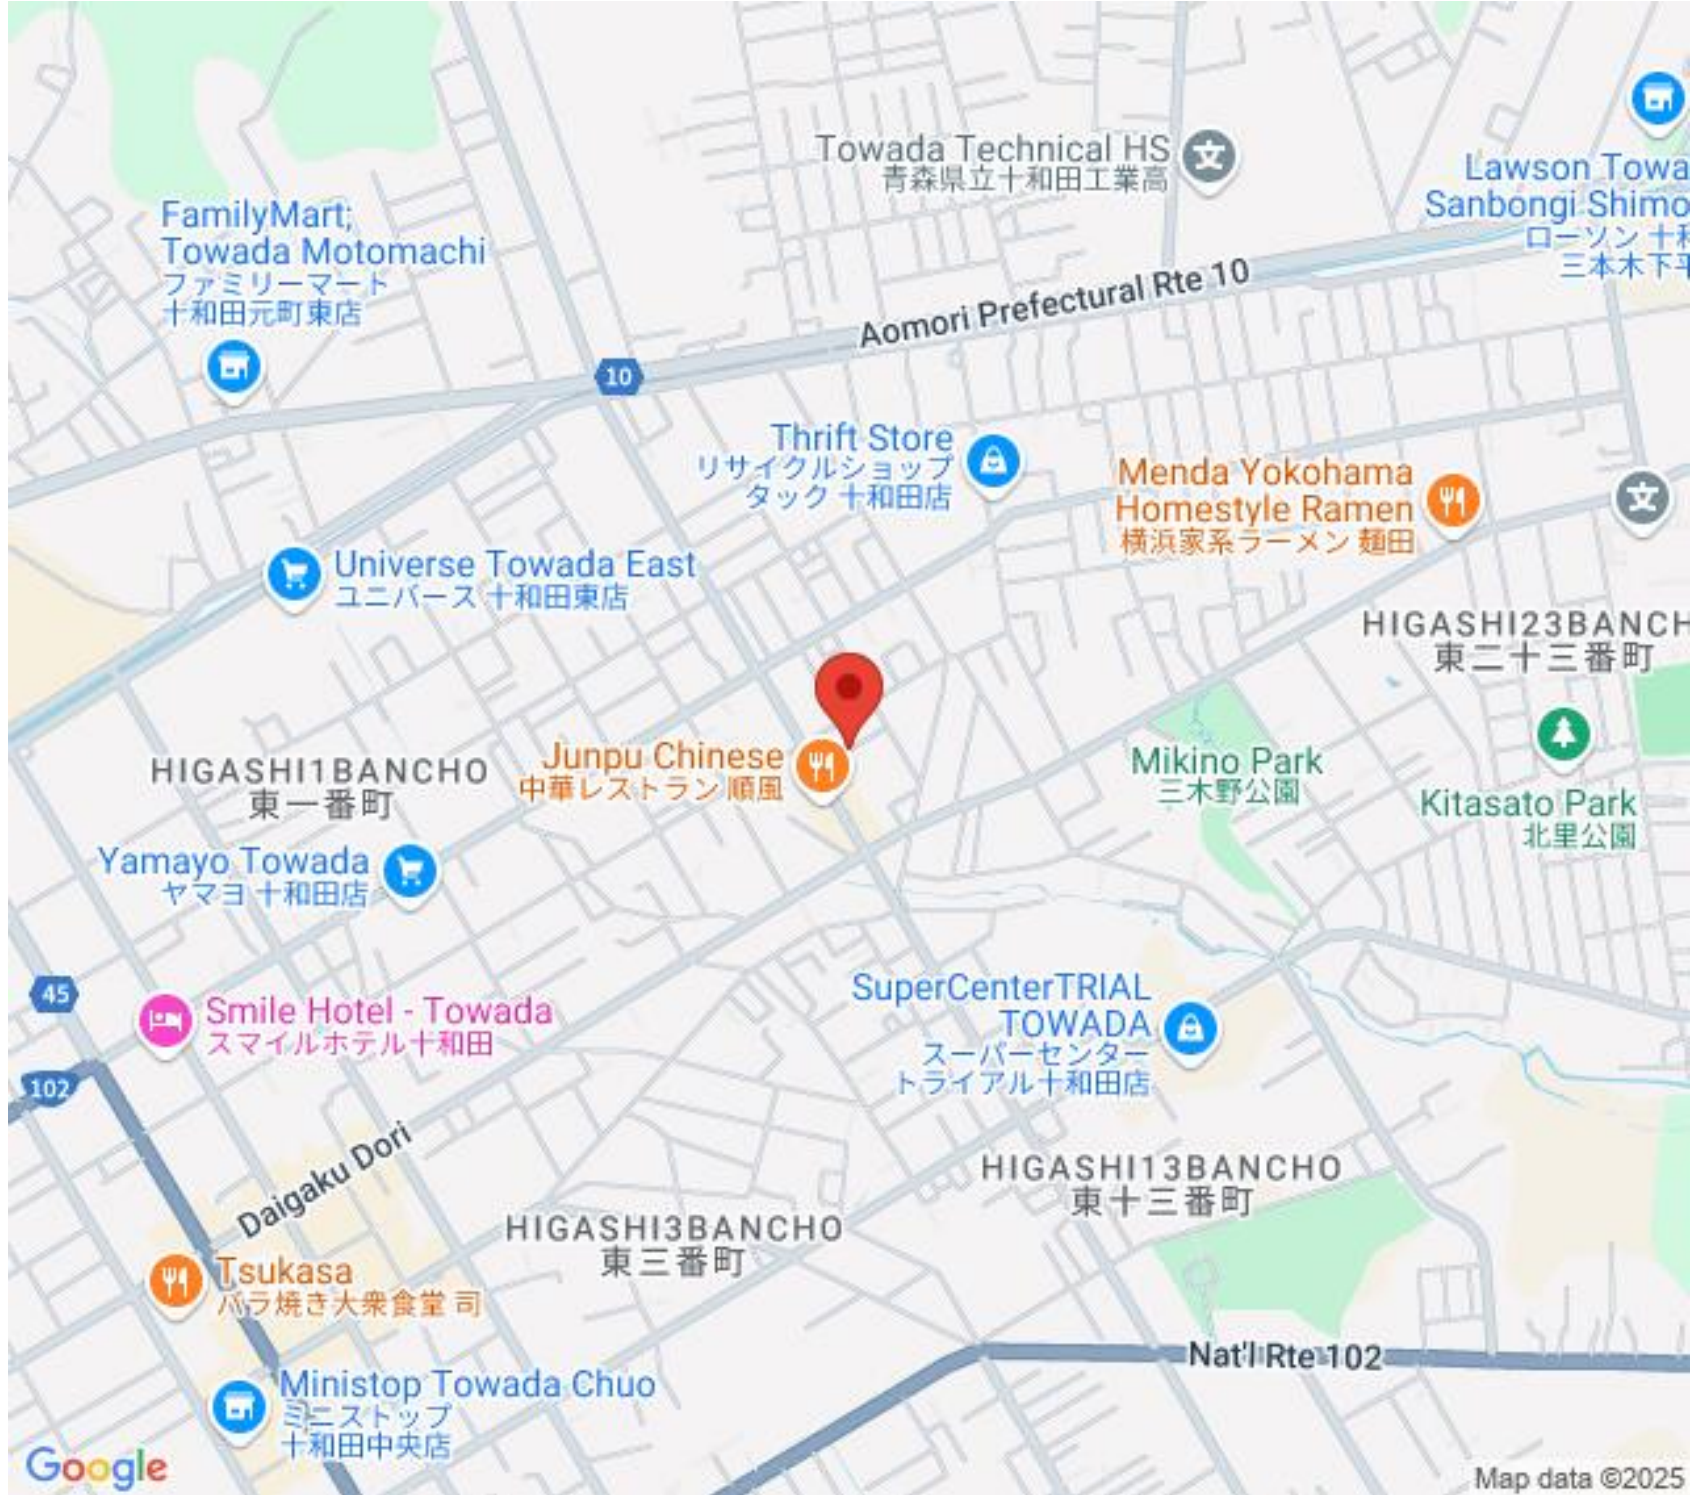 Towada Technical HS
青森県立十和田工業高
Lawson Towa
Sanbongi Shimo
ローソン 十和
三本木下平
FamilyMart;
Towada Motomachi
ファミリーマート
十和田元町東店
Aomori Prefectural Rte 10
10
Thrift Store
リサイクルショップ
タック 十和田店
Menda Yokohama
Homestyle Ramen
横浜家系ラーメン 麺田
Universe Towada East
ユニバース 十和田東店
HIGASHI23BANCH
東二十三番町
Junpu Chinese
中華レストラン 順風
HIGASHI1BANCHO
東一番町
Mikino Park
三木野公園
Kitasato Park
北里公園
Yamayo Towada
ヤマヨ 十和田店
45
Smile Hotel - Towada
スマイルホテル十和田
SuperCenterTRIAL
TOWADA
スーパーセンター
トライアル十和田店
102
Daigaku Dori
HIGASHI13BANCHO
東十三番町
HIGASHI3BANCHO
東三番町
Tsukasa
バラ焼き大衆食堂 司
Nat'l Rte 102
Ministop Towada Chuo
ミニストップ
十和田中央店
Google
Map data ©2025